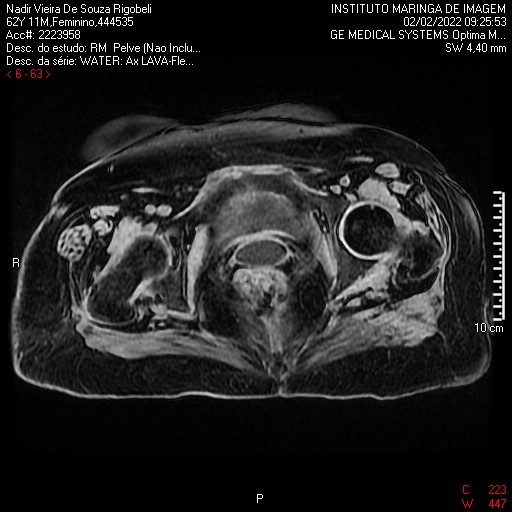 Nadir Vieira De Souza Rigobeli
62Y 11M,Feminino,444535
Acc#: 2223958
Desc. do estudo: RM Pelve (Nao Inclu...
Desc. da série: WATER: Ax LAVA-Fle...
< 6 - 63 >
INSTITUTO MARINGA DE IMAGEM
02/02/2022 09:25:53
GE MEDICAL SYSTEMS Optima M...
SW 4,40 mm
R
10 cm
P
C 223
W 447